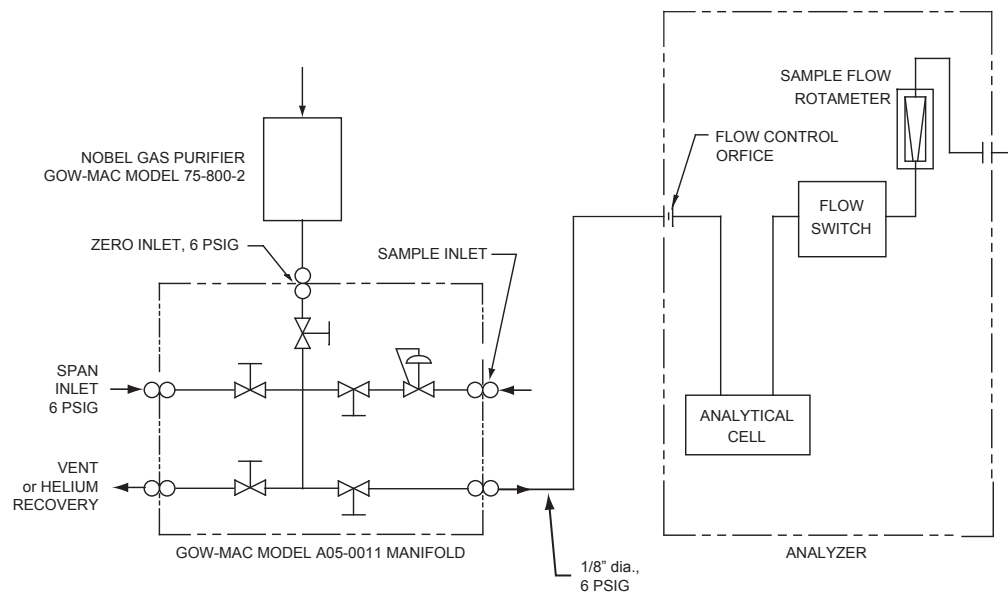 SAMPLE FLOW
ROTAMETER
NOBEL GAS PURIFIER
GOW-MAC MODEL 75-800-2
FLOW CONTROL
ORFICE
FLOW
SWITCH
ZERO INLET, 6 PSIG
SAMPLE INLET
SPAN
INLET
6 PSIG
ANALYTICAL
CELL
VENT
or HELIUM
RECOVERY
GOW-MAC MODEL A05-0011 MANIFOLD
ANALYZER
1/8" dia.,
6 PSIG